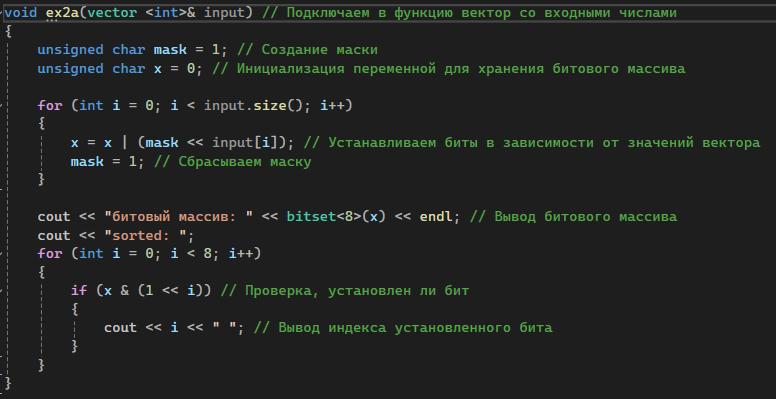 void ex2a(vector <int>& input) // Подключаем в функцию вектор со входными числами
{
    unsigned char mask = 1; // Создание маски
    unsigned char x = 0; // Инициализация переменной для хранения битового массива

    for (int i = 0; i < input.size(); i++)
    {
        x = x | (mask << input[i]); // Устанавливаем биты в зависимости от значений вектора
        mask = 1; // Сбрасываем маску
    }

    cout << "битовый массив: " << bitset<8>(x) << endl; // Вывод битового массива
    cout << "sorted: ";
    for (int i = 0; i < 8; i++)
    {
        if (x & (1 << i)) // Проверка, установлен ли бит
        {
            cout << i << " "; // Вывод индекса установленного бита
        }
    }
}